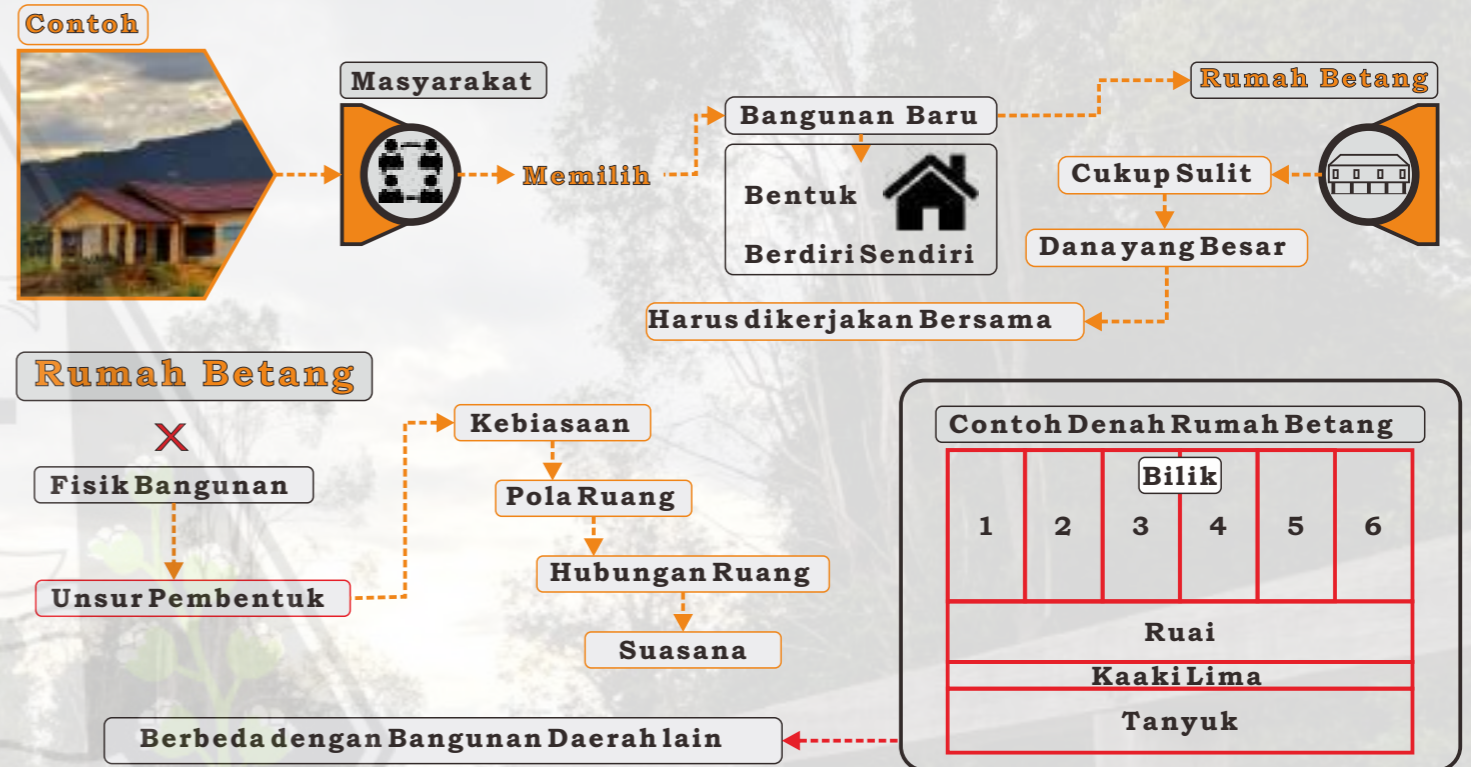 Contoh
Masyarakat
Memilih
Bangunan Baru
Bentuk
Berdiri Sendiri
Rumah Betang
Cukup Sulit
Dana yang Besar
Harus dikerjakan Bersama
Rumah Betang
X
Fisik Bangunan
Unsur Pembentuk
Kebiasaan
Pola Ruang
Hubungan Ruang
Suasana
Contoh Denah Rumah Betang
Bilik
1 2 3 4 5 6
Ruai
Kaaki Lima
Tanyuk
Berbeda dengan Bangunan Daerah lain